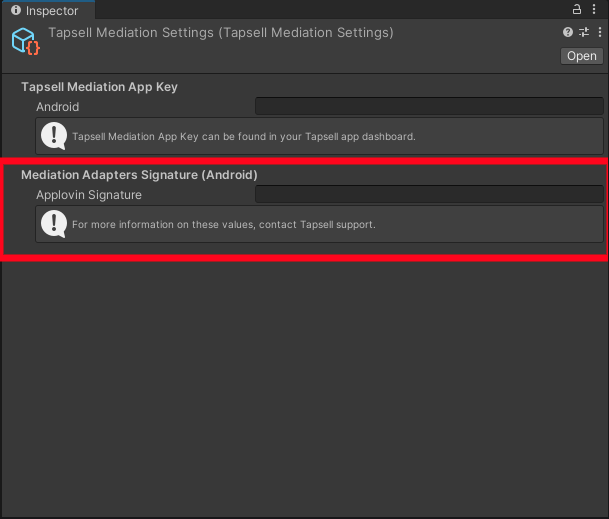 Inspector
Tapsell Mediation Settings (Tapsell Mediation Settings)
Open
Tapsell Mediation App Key
Android
Tapsell Mediation App Key can be found in your Tapsell app dashboard.
Mediation Adapters Signature (Android)
Applovin Signature
For more information on these values, contact Tapsell support.